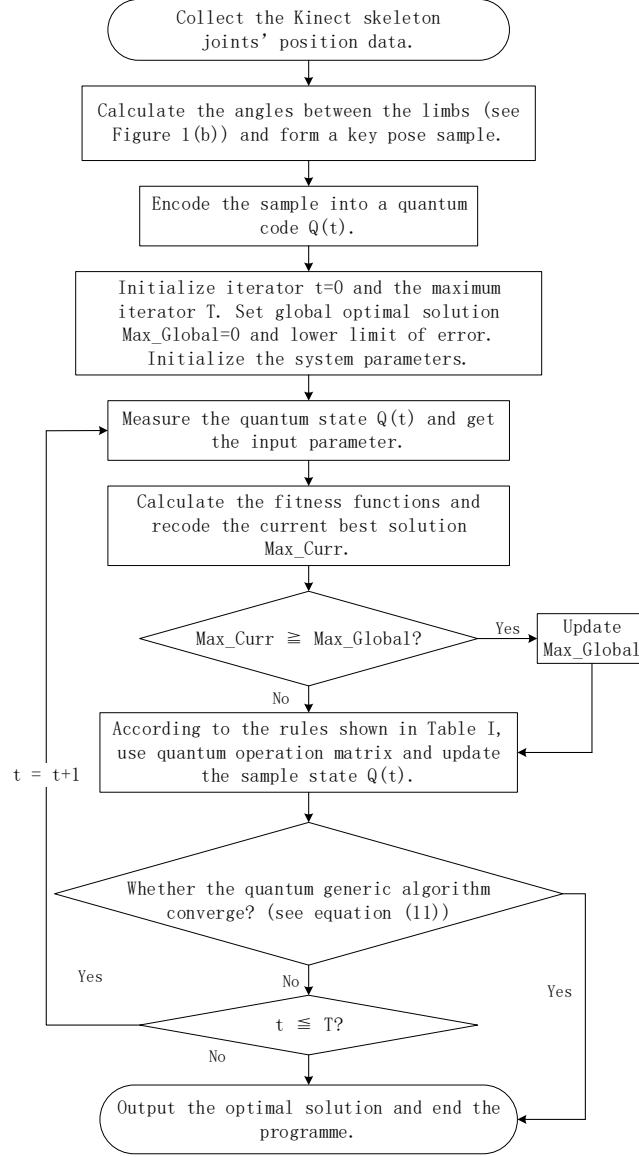 Collect the Kinect skeleton
joints' position data.
Calculate the angles between the limbs (see
Figure 1(b)) and form a key pose sample.
Encode the sample into a quantum
code Q(t).
Initialize iterator t=0 and the maximum
iterator T. Set global optimal solution
Max_Global=0 and lower limit of error.
Initialize the system parameters.
Measure the quantum state Q(t) and get
the input parameter.
Calculate the fitness functions and
recode the current best solution
Max_Curr.
Max_Curr ≧ Max_Global?
Yes
Update
Max_Global
No
According to the rules shown in Table I,
use quantum operation matrix and update
the sample state Q(t).
t = t+1
Whether the quantum generic algorithm
converge? (see equation (11))
Yes
No
Yes
t ≦ T?
No
Output the optimal solution and end the
programme.